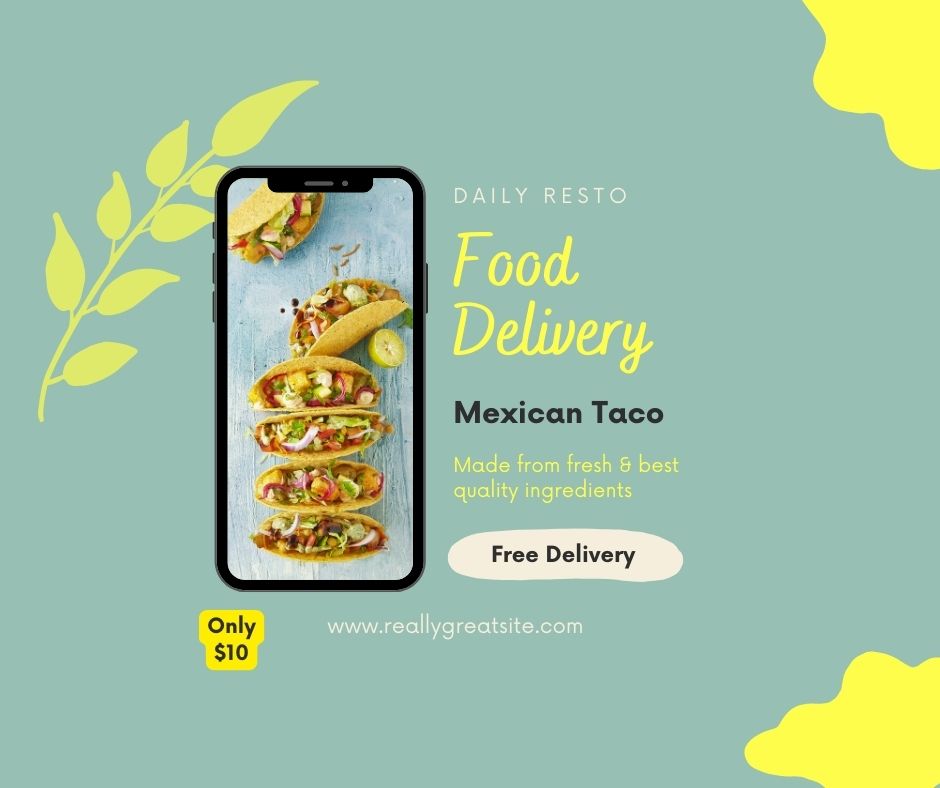 DAILY RESTO
Food
Delivery
Mexican Taco
Made from fresh & best
quality ingredients
Free Delivery
Only
$10
www.reallygreatsite.com